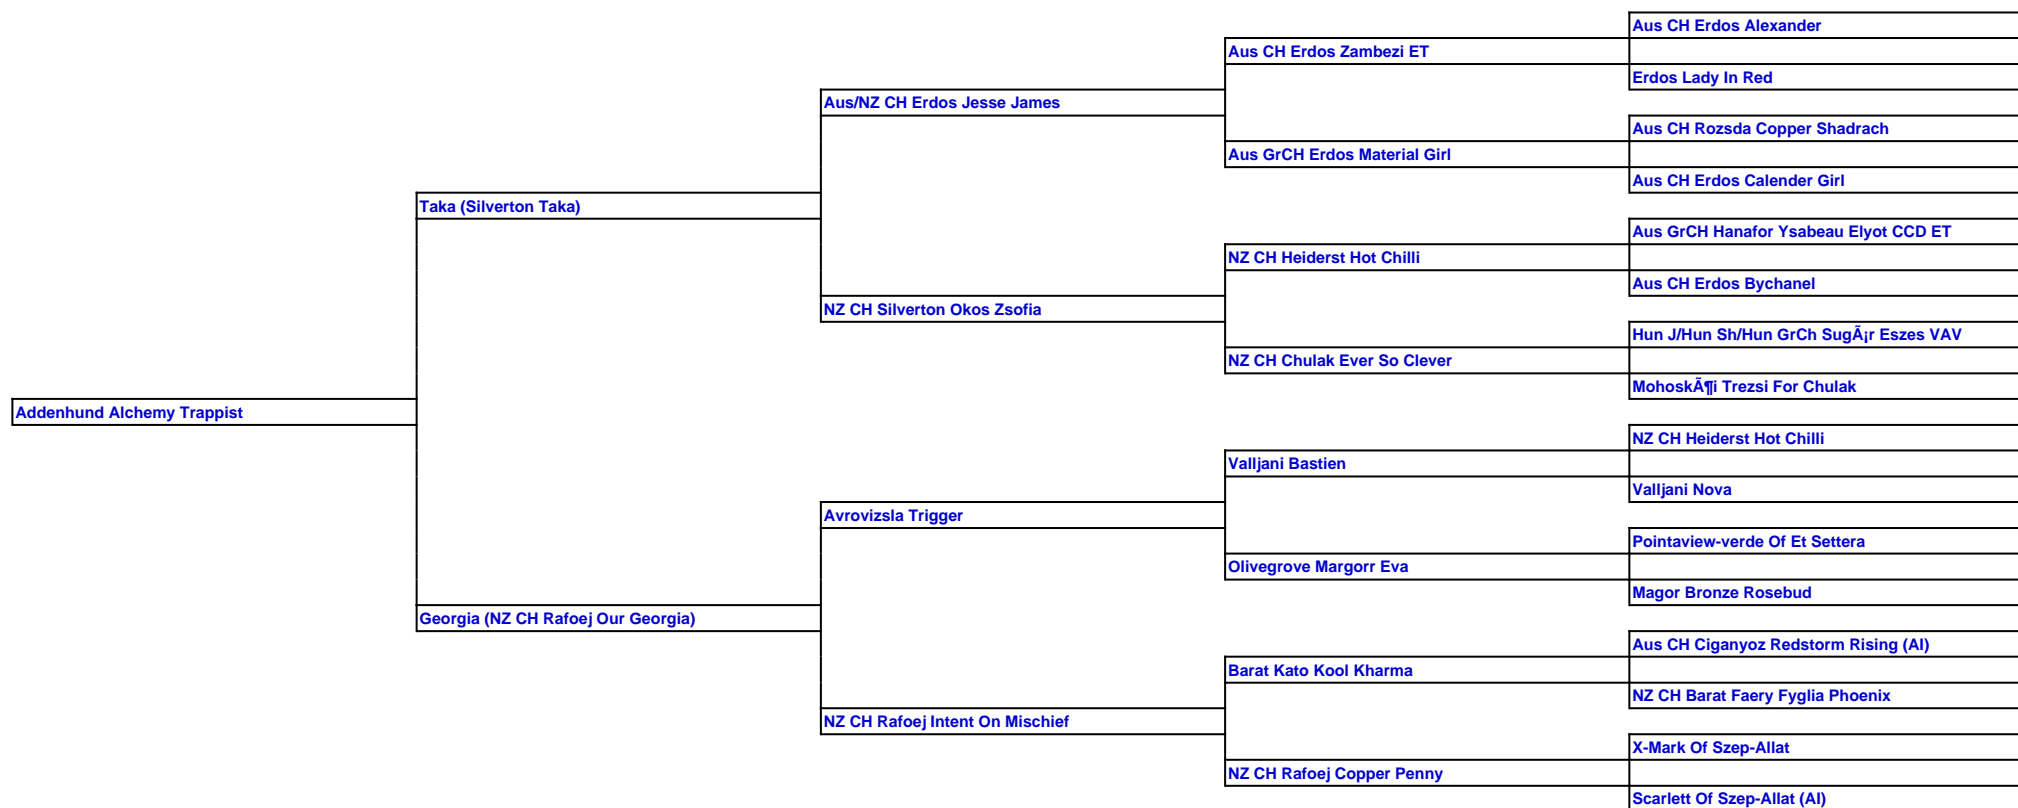 Aus CH Erdos Alexander
Aus CH Erdos Zambezi ET
Erdos Lady In Red
Aus/NZ CH Erdos Jesse James
Aus CH Rozsda Copper Shadrach
Aus GrCH Erdos Material Girl
Aus CH Erdos Calender Girl
Taka (Silverton Taka)
Aus GrCH Hanafor Ysabeau Elyot CCD ET
NZ CH Heiderst Hot Chilli
Aus CH Erdos Bychanel
NZ CH Silverton Okos Zsofia
Hun J/Hun Sh/Hun GrCh SugÃ¡r Eszes VAV
NZ CH Chulak Ever So Clever
MohoskÃ¶i Trezsi For Chulak
Addenhund Alchemy Trappist
NZ CH Heiderst Hot Chilli
Valljani Bastien
Valljani Nova
Avrovizsla Trigger
Pointaview-verde Of Et Settera
Olivegrove Margorr Eva
Magor Bronze Rosebud
Georgia (NZ CH Rafoej Our Georgia)
Aus CH Ciganyoz Redstorm Rising (AI)
Barat Kato Kool Kharma
NZ CH Barat Faery Fyglia Phoenix
NZ CH Rafoej Intent On Mischief
X-Mark Of Szep-Allat
NZ CH Rafoej Copper Penny
Scarlett Of Szep-Allat (AI)